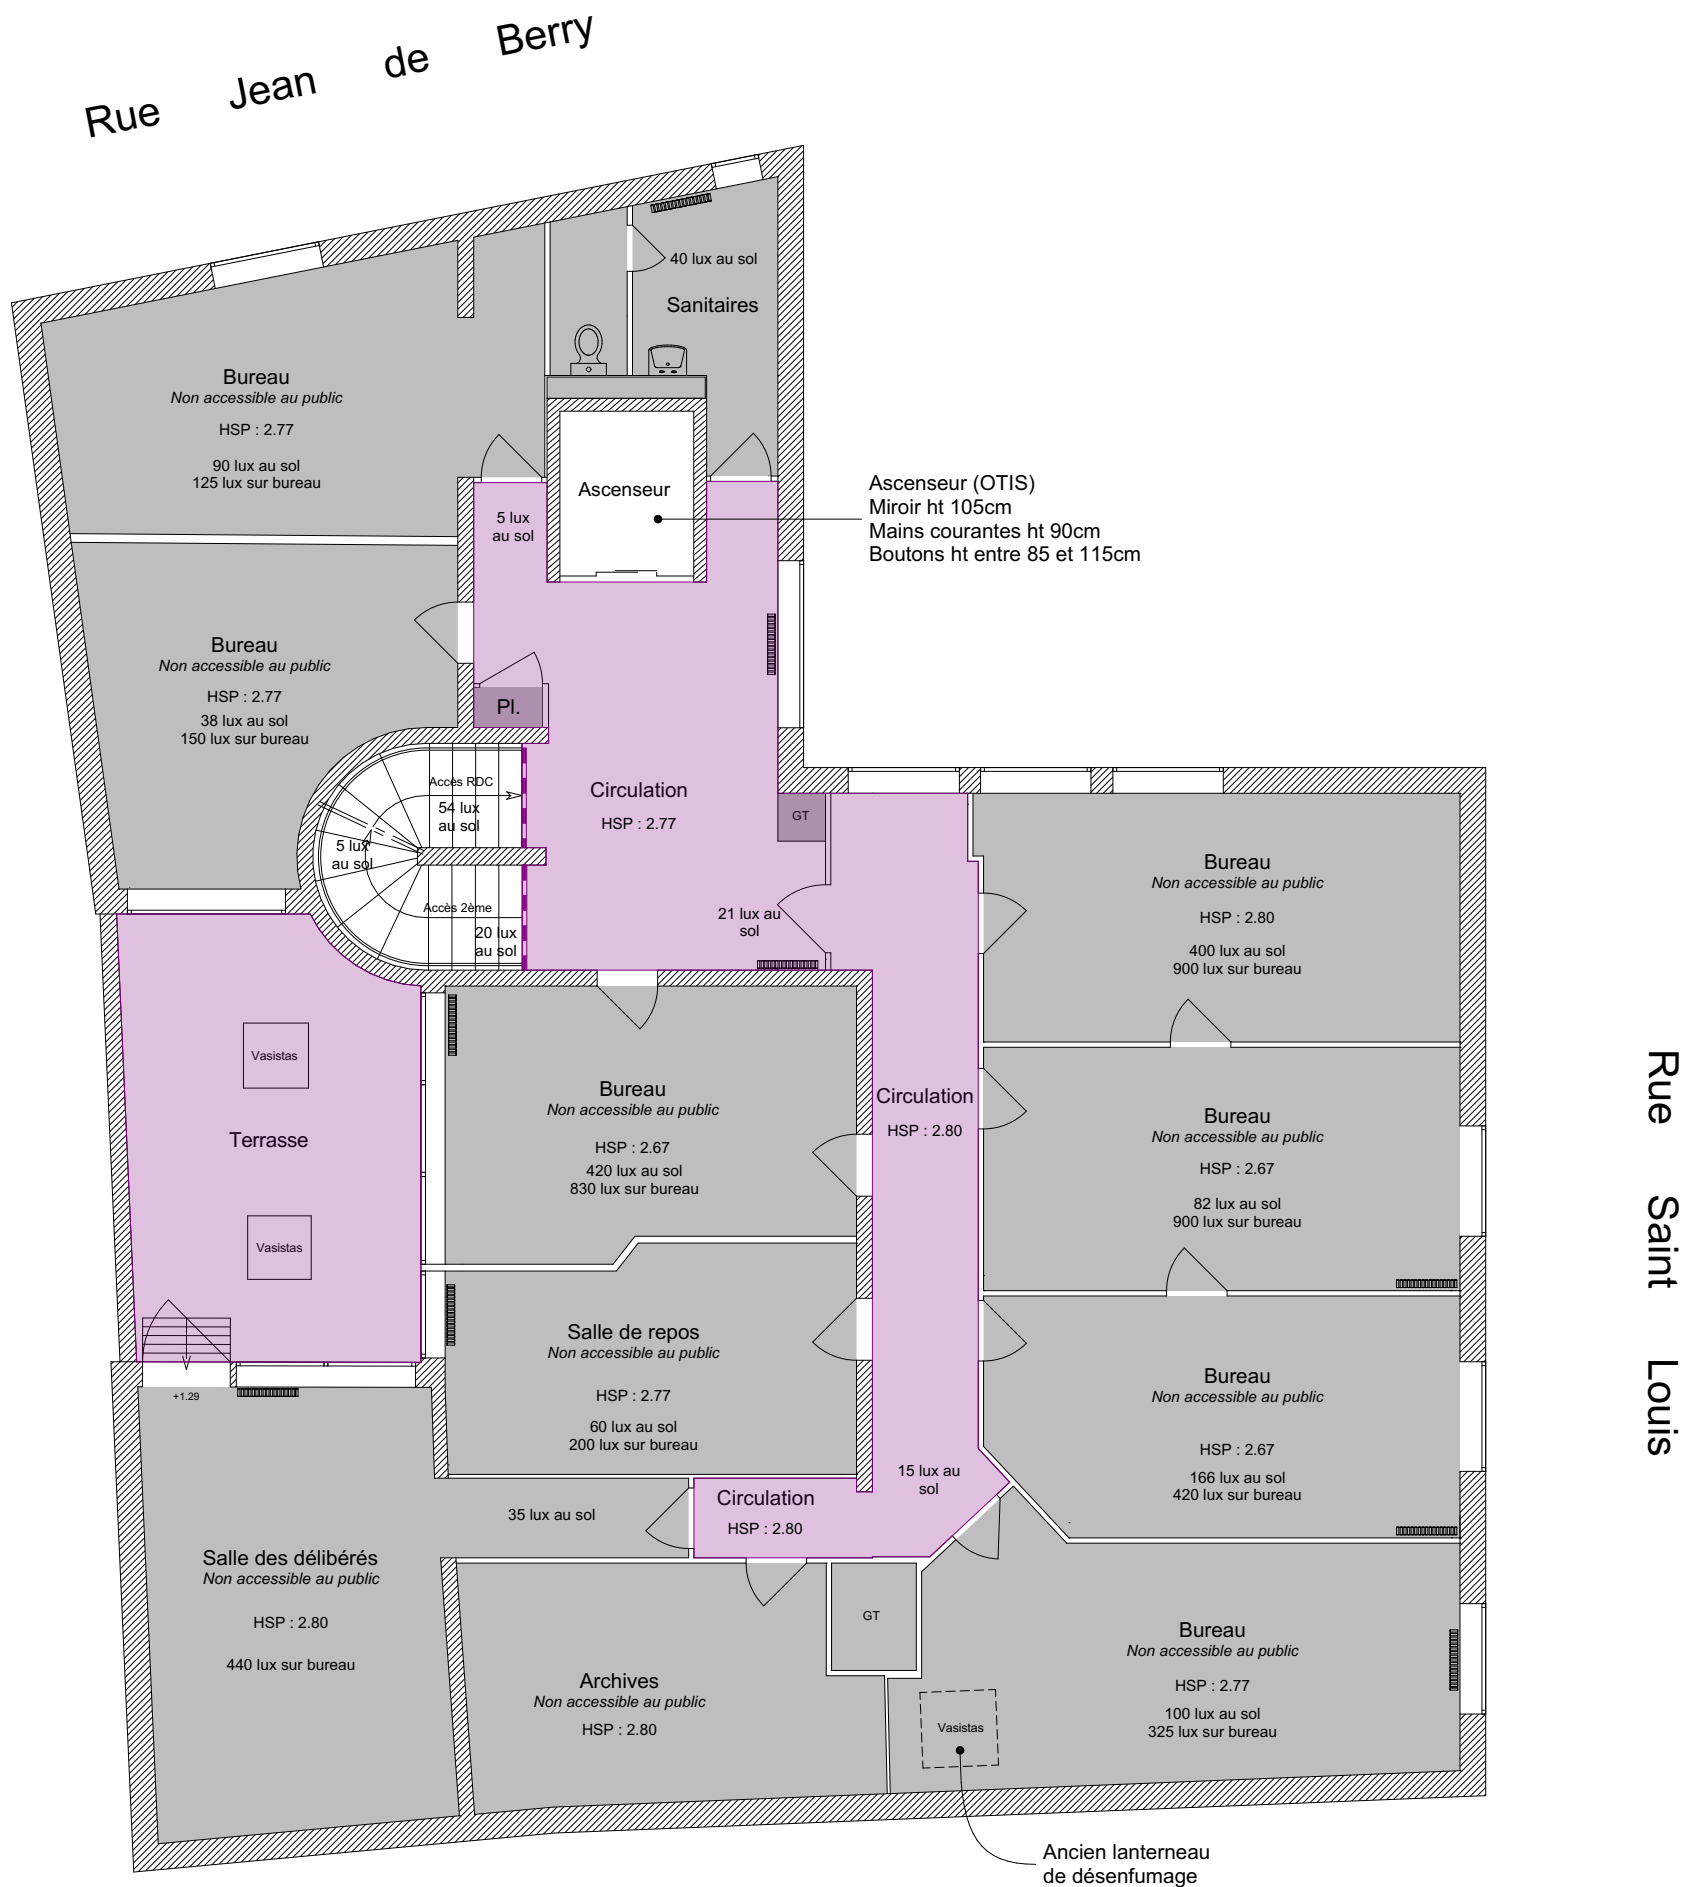 Rue Jean de Berry
40 lux au sol
Sanitaires
Bureau
Non accessible au public
HSP : 2.77
90 lux au sol
125 lux sur bureau
Ascenseur
Ascenseur (OTIS)
Miroir ht 105cm
Mains courantes ht 90cm
Boutons ht entre 85 et 115cm
5 lux
au sol
Bureau
Non accessible au public
HSP : 2.77
38 lux au sol
150 lux sur bureau
Pl.
Accès RDC
54 lux
au sol
5 lux
au sol
Accès 2ème
20 lux
au sol
Circulation
HSP : 2.77
GT
21 lux au
sol
Bureau
Non accessible au public
HSP : 2.80
400 lux au sol
900 lux sur bureau
Vasistas
Terrasse
Vasistas
+1.29
Bureau
Non accessible au public
HSP : 2.67
420 lux au sol
830 lux sur bureau
Circulation
HSP : 2.80
Bureau
Non accessible au public
HSP : 2.67
82 lux au sol
900 lux sur bureau
Rue Saint Louis
Salle de repos
Non accessible au public
HSP : 2.77
60 lux au sol
200 lux sur bureau
Bureau
Non accessible au public
HSP : 2.67
166 lux au sol
420 lux sur bureau
15 lux au
sol
35 lux au sol
Circulation
HSP : 2.80
Salle des délibérés
Non accessible au public
HSP : 2.80
440 lux sur bureau
GT
Archives
Non accessible au public
HSP : 2.80
Bureau
Non accessible au public
HSP : 2.77
100 lux au sol
325 lux sur bureau
Vasistas
Ancien lanterneau
de désenfumage